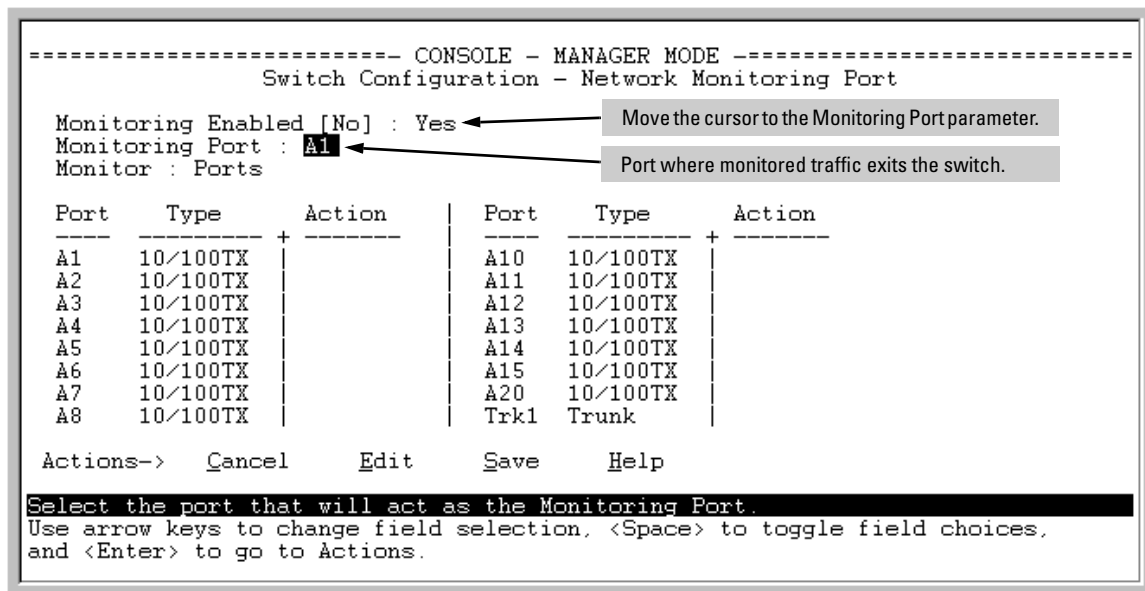 ===========================- CONSOLE - MANAGER MODE -============================
Switch Configuration - Network Monitoring Port
Monitoring Enabled [No] : Yes
Move the cursor to the Monitoring Port parameter.
Monitoring Port : A1
Port where monitored traffic exits the switch.
Monitor : Ports
Port Type Action | Port Type Action
---- --------- + ------- | ---- --------- + -------
A1 10/100TX | | A10 10/100TX |
A2 10/100TX | | A11 10/100TX |
A3 10/100TX | | A12 10/100TX |
A4 10/100TX | | A13 10/100TX |
A5 10/100TX | | A14 10/100TX |
A6 10/100TX | | A15 10/100TX |
A7 10/100TX | | A20 10/100TX |
A8 10/100TX | | Trk1 Trunk |
Actions-> Cancel Edit Save Help
Select the port that will act as the Monitoring Port.
Use arrow keys to change field selection, <Space> to toggle field choices,
and <Enter> to go to Actions.